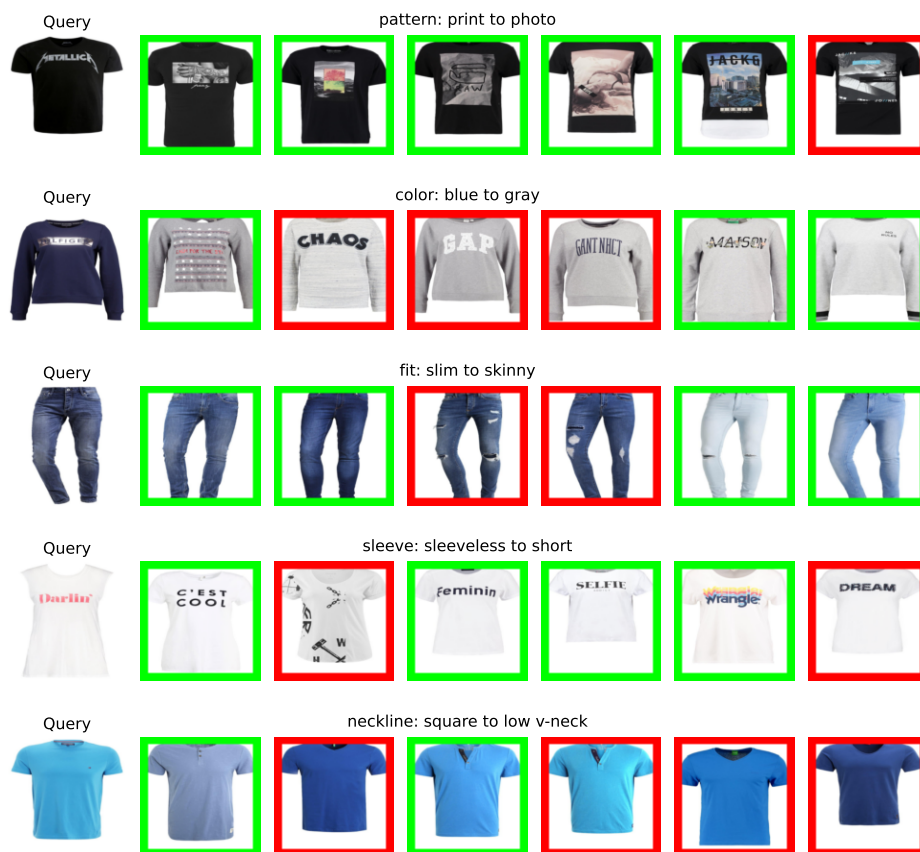 Query
pattern: print to photo
METALLICA
JACK&
Query
color: blue to gray
CHAOS
GAP
GANT NHCT
MAISON
Query
fit: slim to skinny
Query
sleeve: sleeveless to short
Darlin'
C'EST
COOL
W
H
Feminin
SELFIE
Wrangler
DREAM
Query
neckline: square to low v-neck